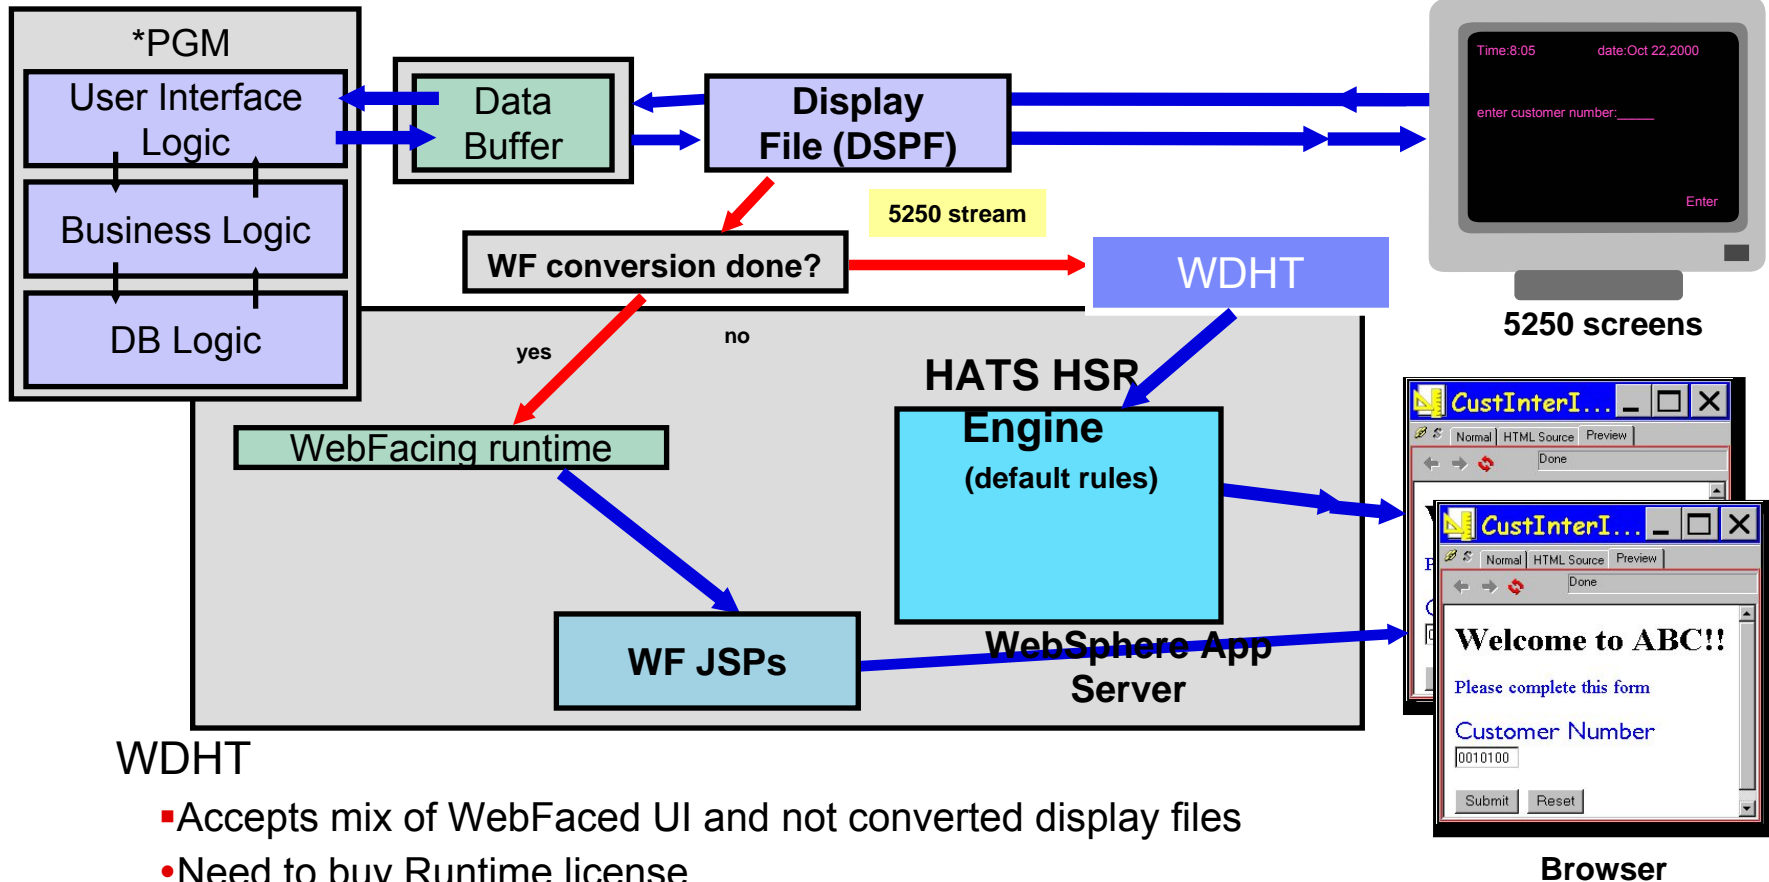 *PGM
User Interface
Logic
Business Logic
DB Logic
Data
Buffer
Display
File (DSPF)
Time:8:05 date:Oct 22,2000
enter customer number:_____
Enter
5250 screens
5250 stream
WF conversion done?
WDHT
yes
no
HATS HSR
Engine
(default rules)
WebFacing runtime
WF JSPs
WebSphere App
Server
CustInterI...
Normal HTML Source Preview
Done
CustInterI...
Normal HTML Source Preview
Done
Welcome to ABC!!
Please complete this form
Customer Number
0010100
Submit Reset
Browser
WDHT
▪Accepts mix of WebFaced UI and not converted display files
•Need to buy Runtime license